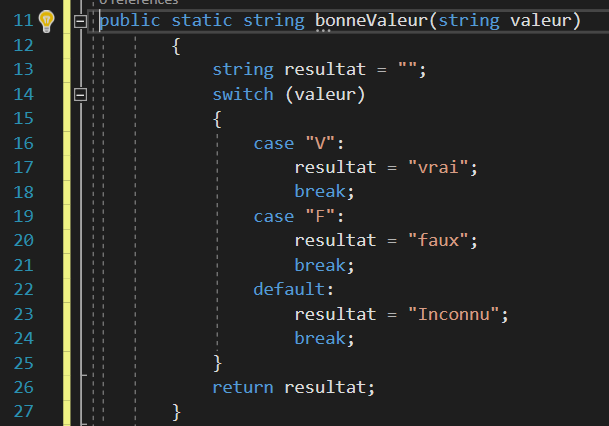 0 references
11 public static string bonneValeur(string valeur)
12 {
13 string resultat = "";
14 switch (valeur)
15 {
16 case "V":
17 resultat = "vrai";
18 break;
19 case "F":
20 resultat = "faux";
21 break;
22 default:
23 resultat = "Inconnu";
24 break;
25 }
26 return resultat;
27 }